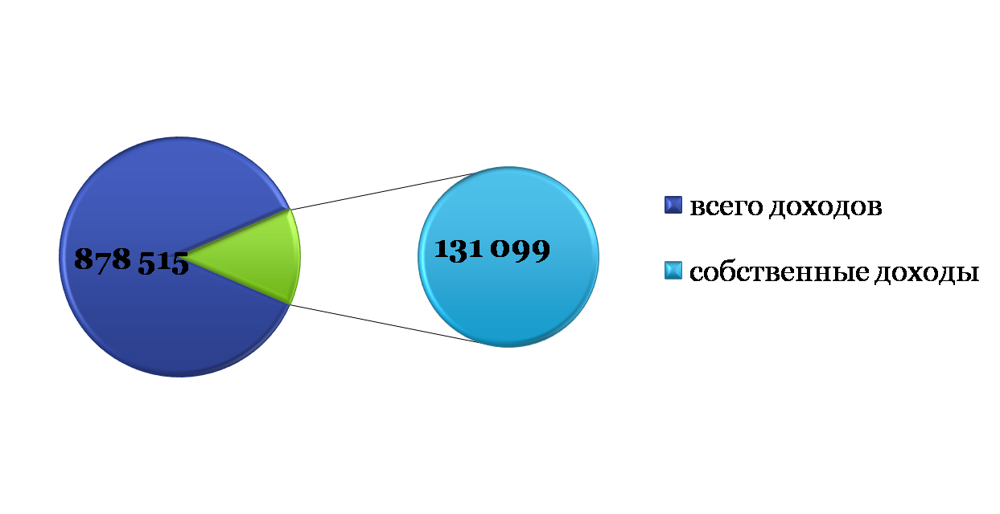 878 515
131 099
всего доходов
собственные доходы